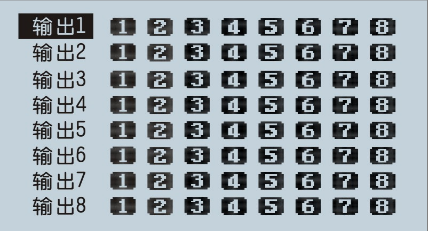 输出1 1 2 3 4 5 6 7 8
输出2 1 2 3 4 5 6 7 8
输出3 1 2 3 4 5 6 7 8
输出4 1 2 3 4 5 6 7 8
输出5 1 2 3 4 5 6 7 8
输出6 1 2 3 4 5 6 7 8
输出7 1 2 3 4 5 6 7 8
输出8 1 2 3 4 5 6 7 8